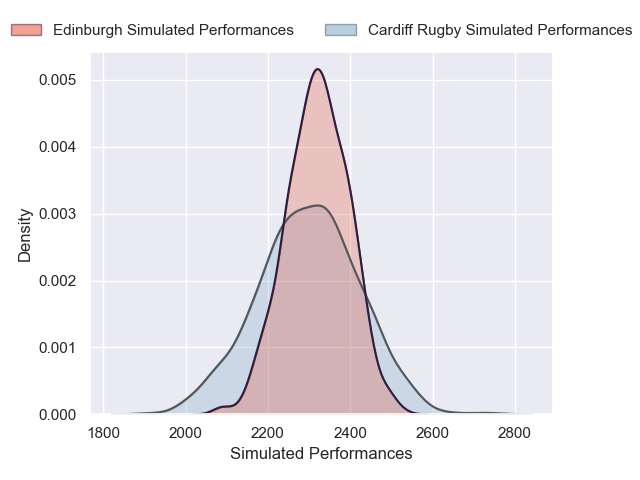 Edinburgh Simulated Performances
Cardiff Rugby Simulated Performances
0.005
0.004
0.003
0.002
0.001
0.000
Density
1800 2000 2200 2400 2600 2800
Simulated Performances